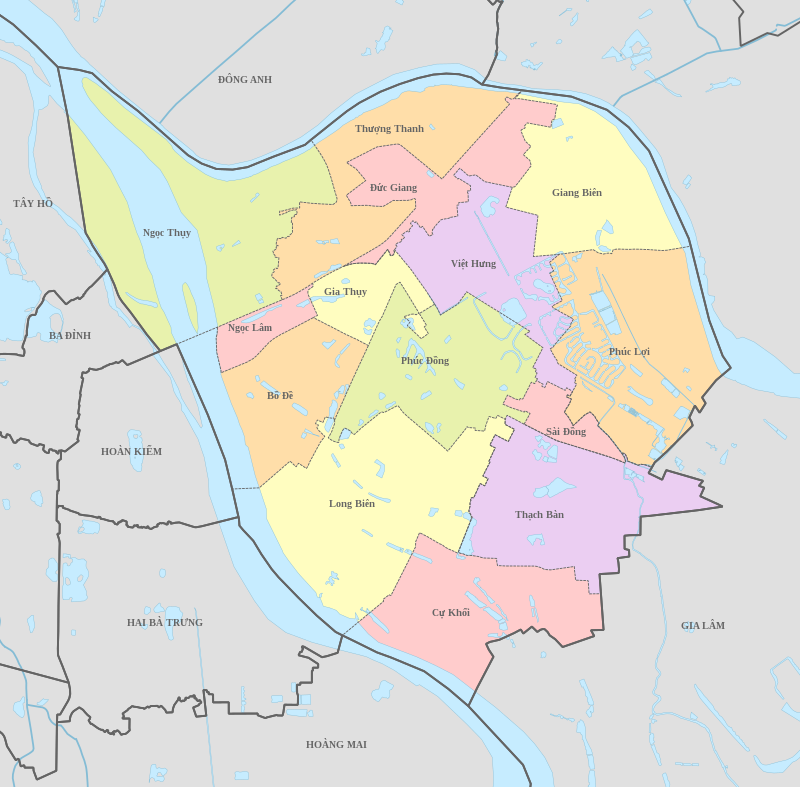 ĐÔNG ANH
Thượng Thanh
Đức Giang
Giang Biên
TÂY HỒ
Ngọc Thụy
Việt Hưng
Gia Thụy
Ngọc Lâm
BA ĐÌNH
Phúc Lợi
Phúc Đồng
Bồ Đề
Sài Đồng
HOÀN KIẾM
Long Biên
Thạch Bàn
Cự Khối
HAI BÀ TRƯNG
GIA LÂM
HOÀNG MAI